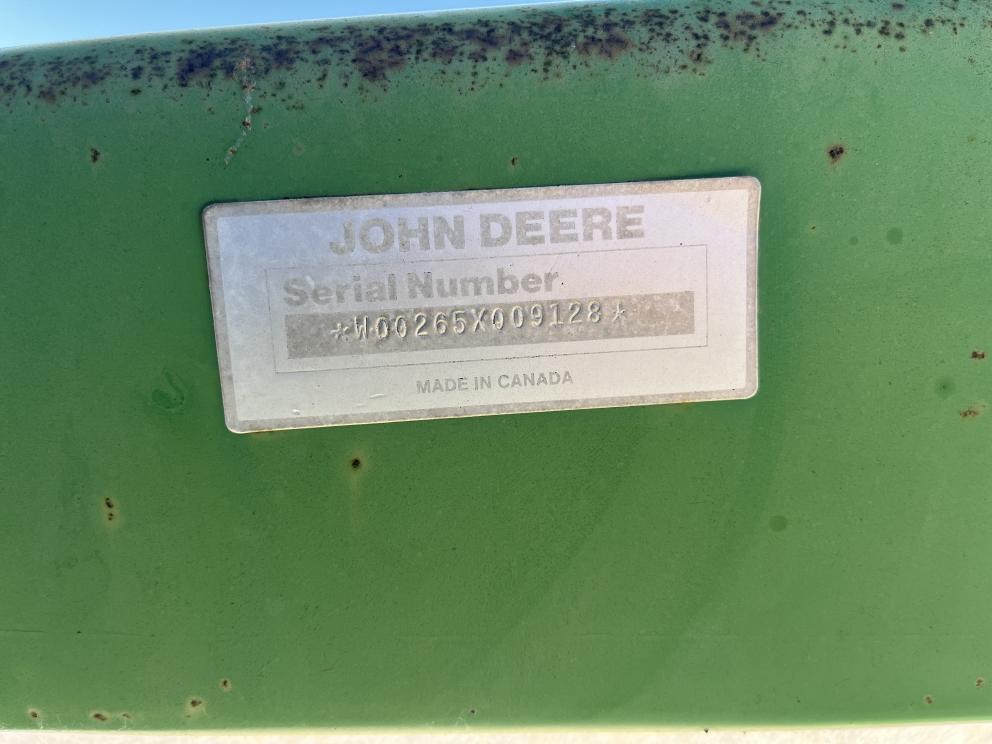 JOHN DEERE
Serial Number
*W00265X009128*
MADE IN CANADA